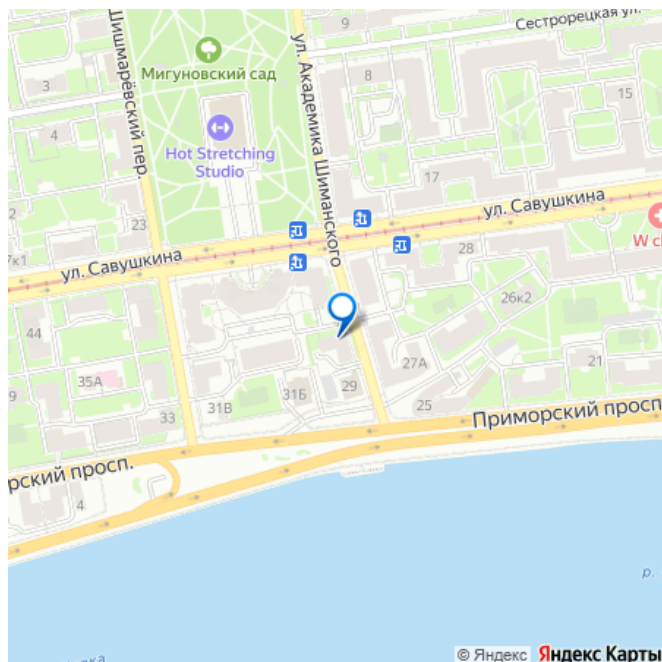 Сестрорецкая ул.
9
Мигуновский сад
8
3
15
4
Hot Stretching
Studio
Шишмарёвский пер.
ул. Академика Шиманского
17
2
ул. Савушкина
23
W c
7к1
ул. Савушкина
28
26к2
44
27А
21
35А
31Б
29
31В
33
25
Приморский просп
рский просп.
4
р.
© Яндекс Яндекс Карты